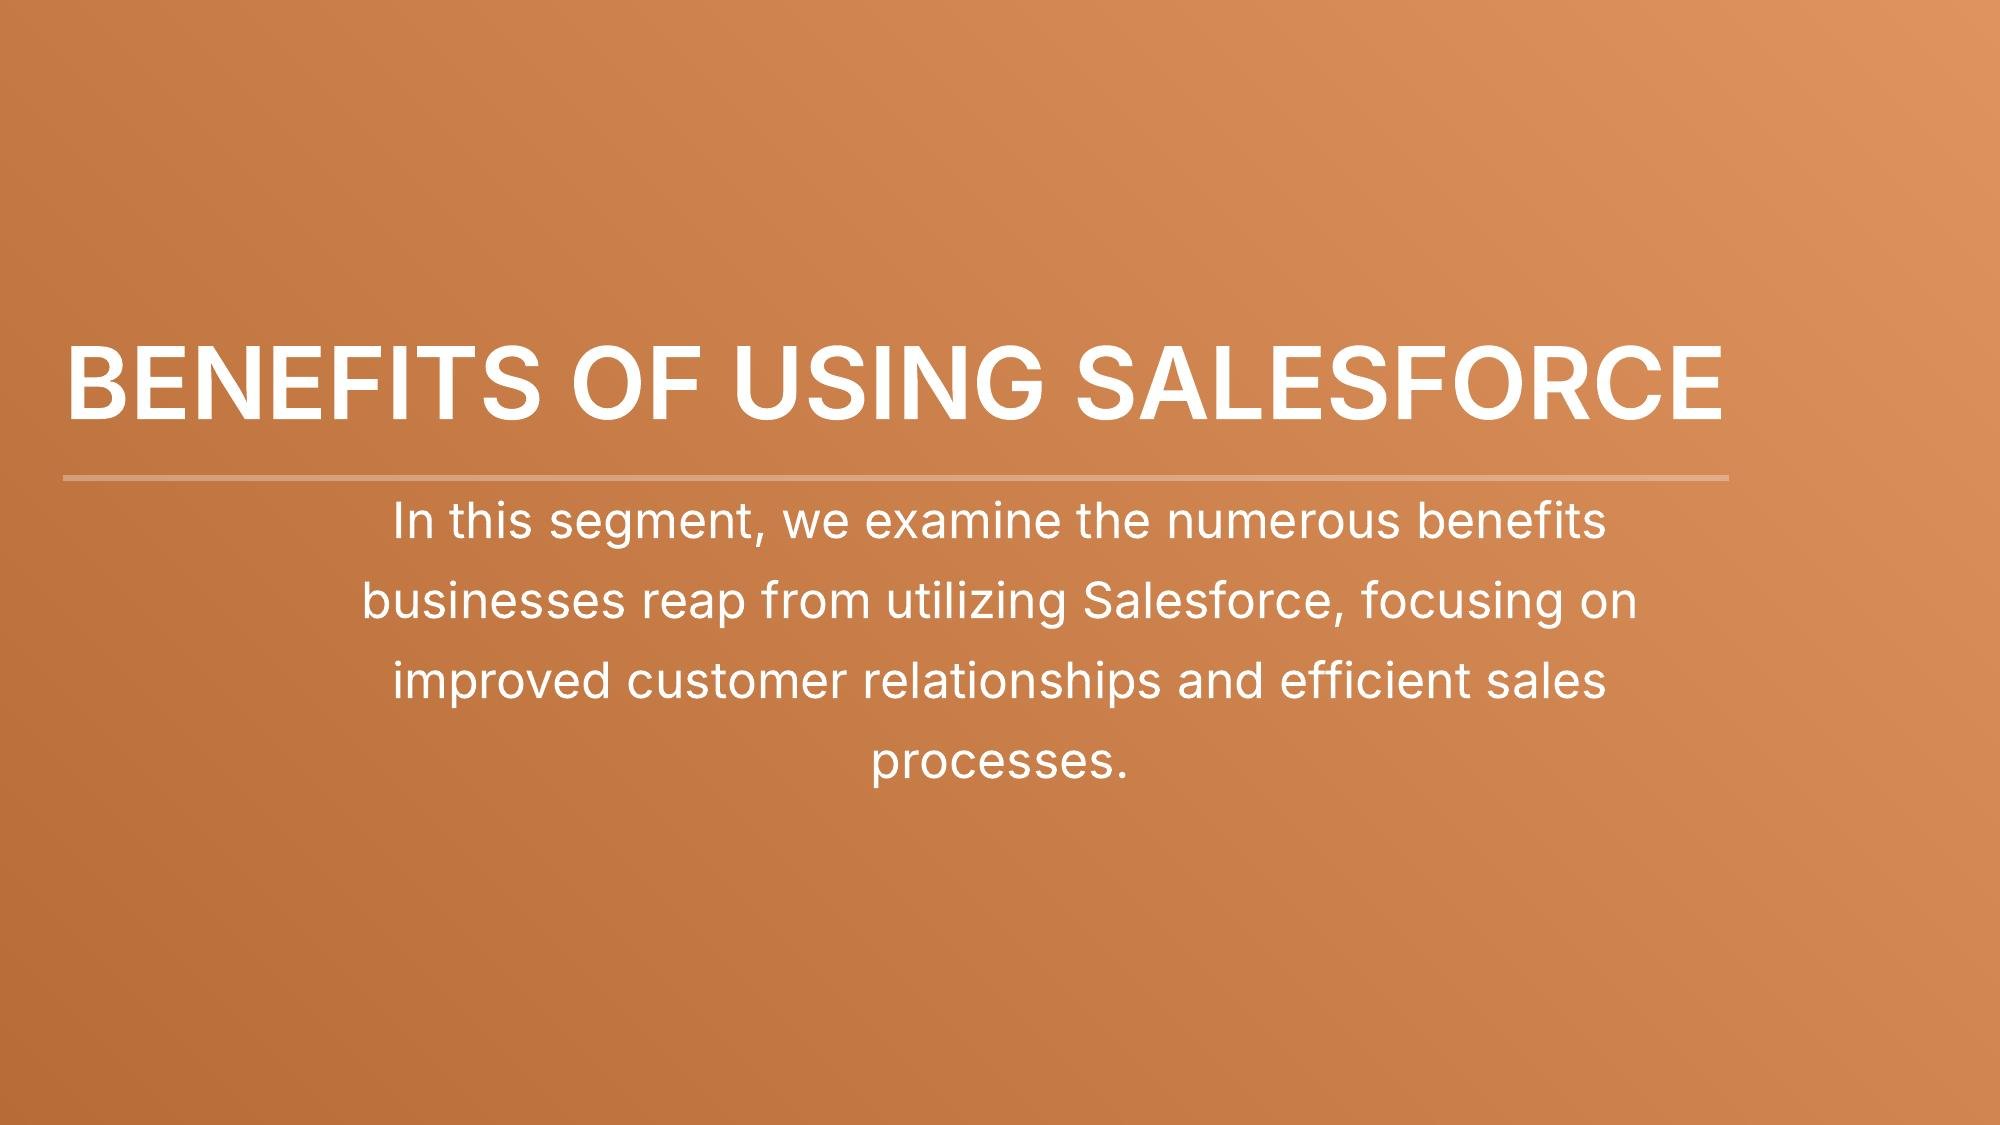 BENEFITS OF USING SALESFORCE
In this segment, we examine the numerous benefits
businesses reap from utilizing Salesforce, focusing on
improved customer relationships and efficient sales
processes.